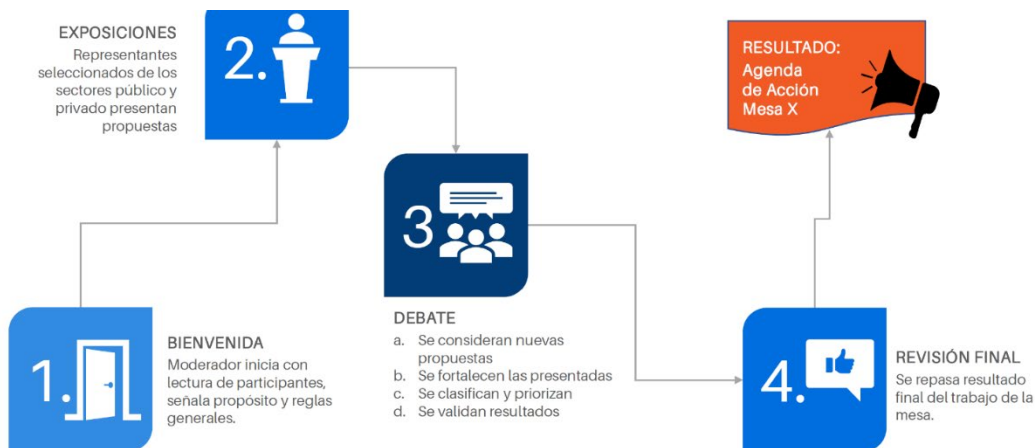 1.
BIENVENIDA
Moderador inicia con
lectura de participantes,
señala propósito y reglas
generales.
2.
EXPOSICIONES
Representantes
seleccionados de los
sectores público y
privado presentan
propuestas
3
DEBATE
a. Se consideran nuevas
propuestas
b. Se fortalecen las presentadas
c. Se clasifican y priorizan
d. Se validan resultados
4.
REVISIÓN FINAL
Se repasa resultado
final del trabajo de la
mesa.
RESULTADO:
Agenda
de Acción
Mesa X